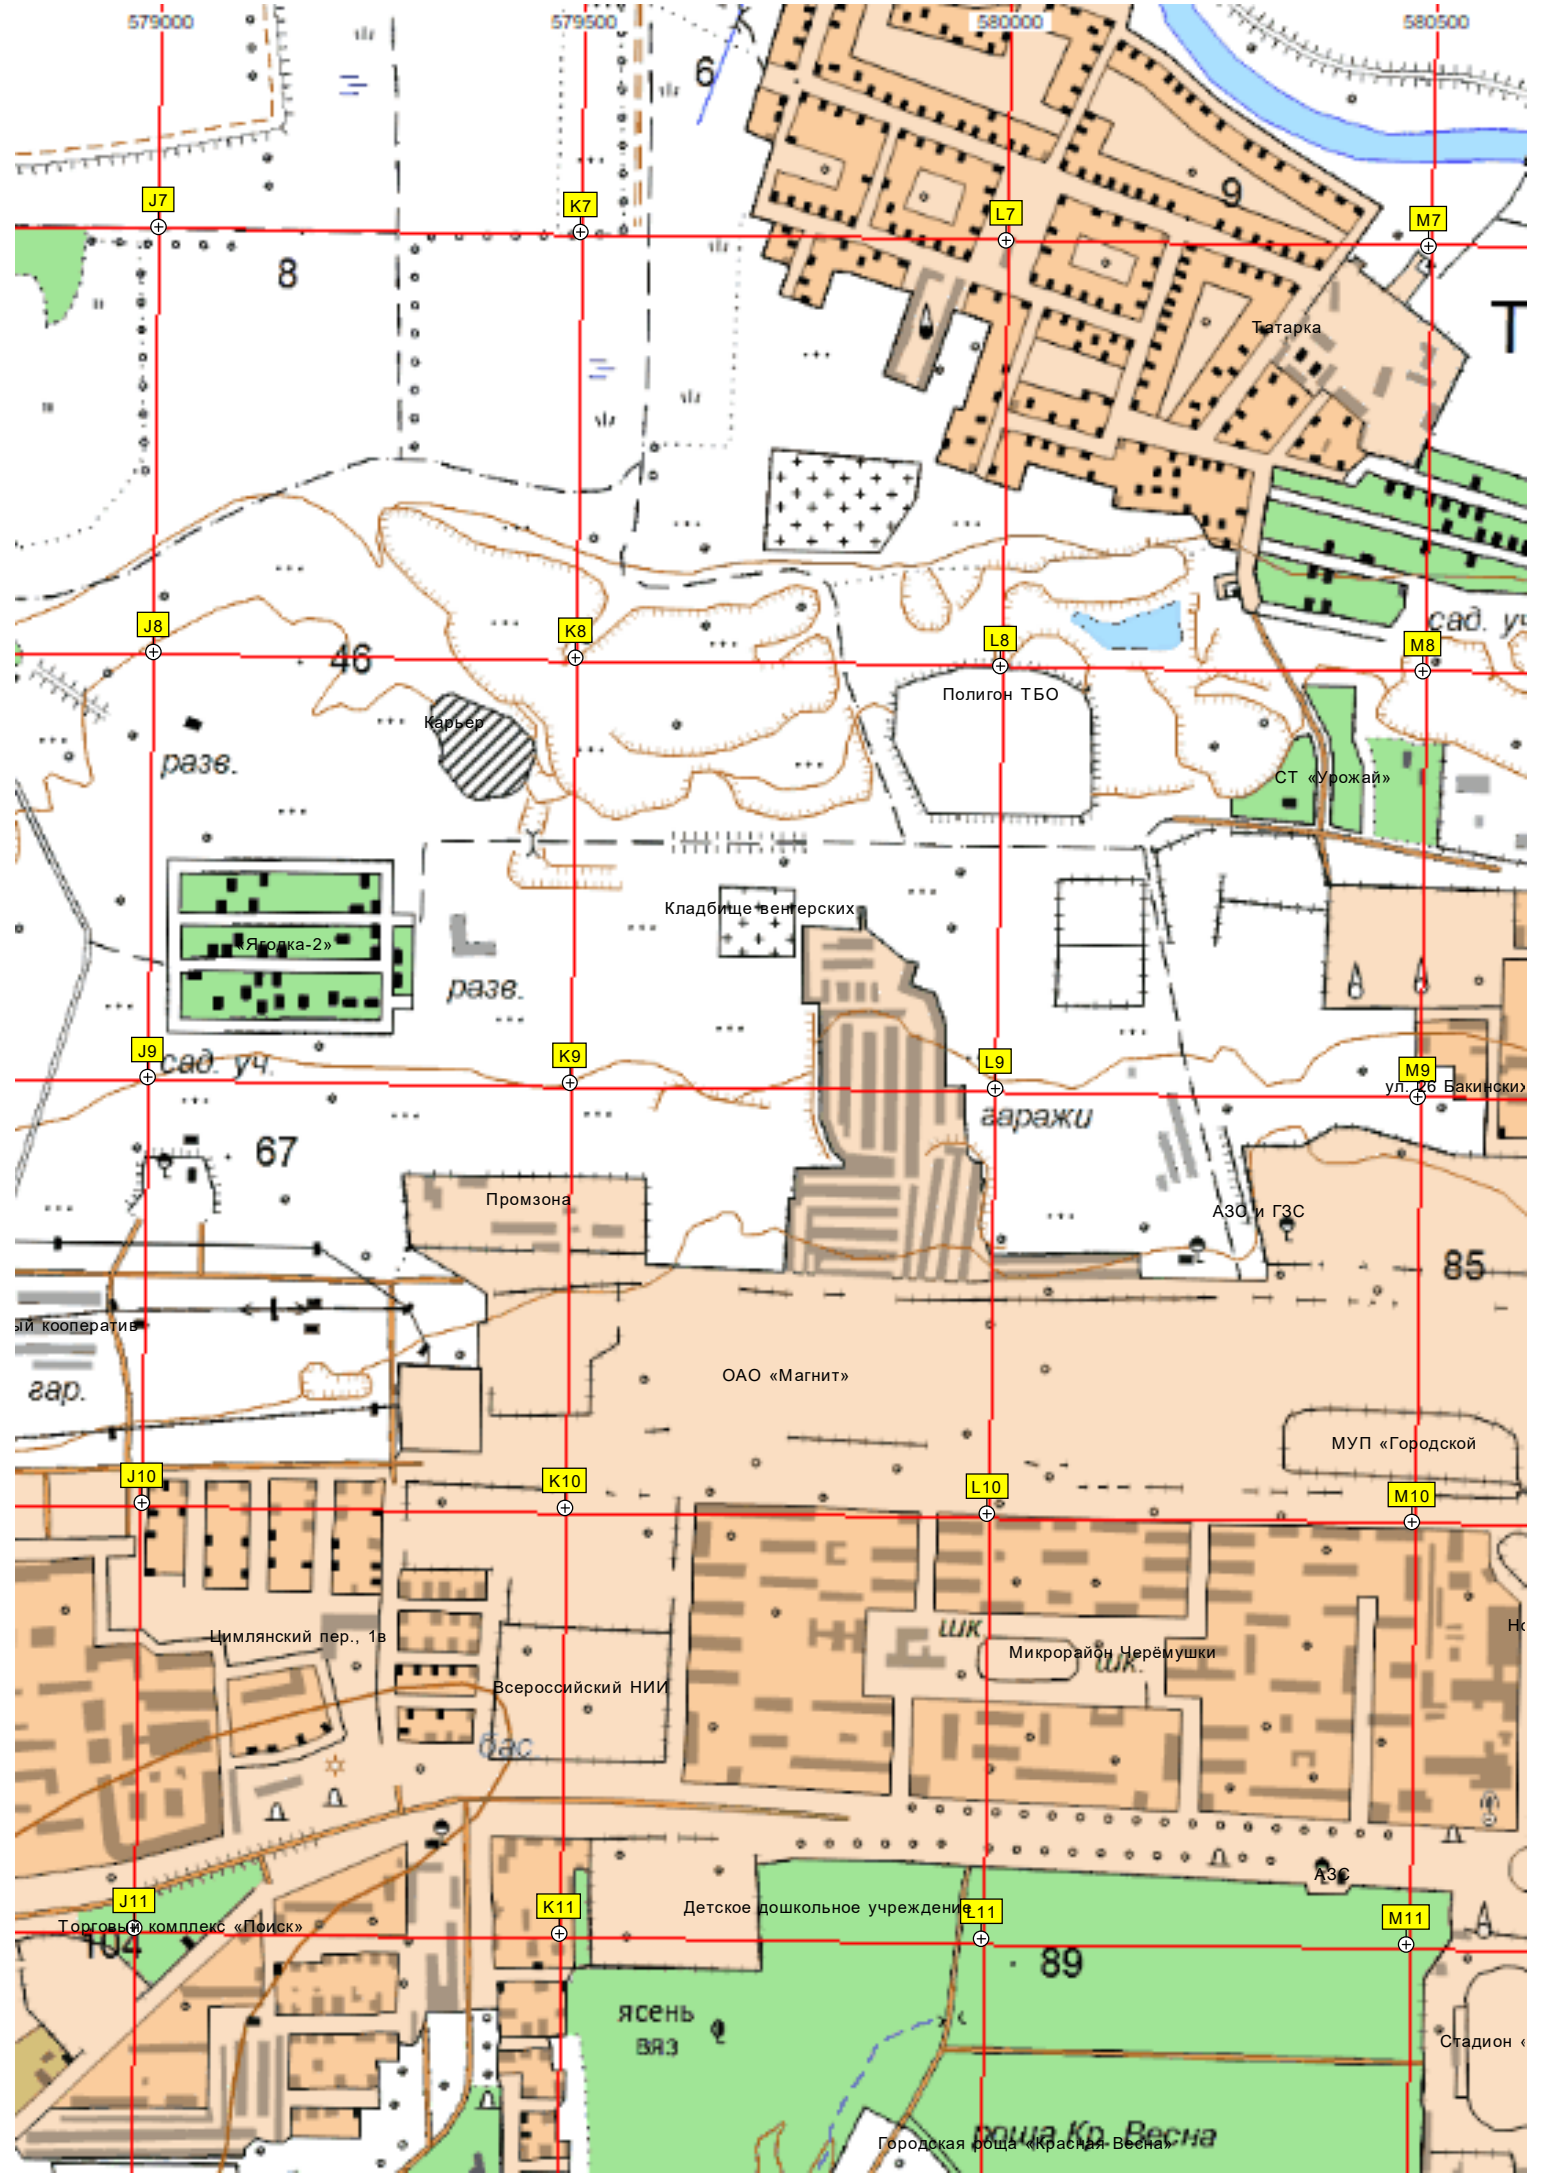 579000 579500 5800000 580500
6
9
J7 K7 L7 M7
8
Татарка
Т
J8 K8 L8 M8
сад. уч
46
Полигон ТБО
Карьер
разв.
СТ «Урожай»
Кладбище венгерских
«Ягодка-2»
разв.
J9 K9 L9 M9
сад. уч.
ул. 26 Бакинских
гаражи
67
Промзона
АЗС и ГЗС
85
ый кооператив
ОАО «Магнит»
гар.
МУП «Городской
J10 K10 L10 M10
шк.
Цимлянский пер., 1в
Микрорайон Черёмушки
шк.
Всероссийский НИИ
бас
АЗС
J11 K11 L11 M11
Детское дошкольное учреждение
Торговый комплекс «Поиск»
104
89
ясень
вяз
Стадион «
роща Кр. Весна
Городская роща «Красная Весна»